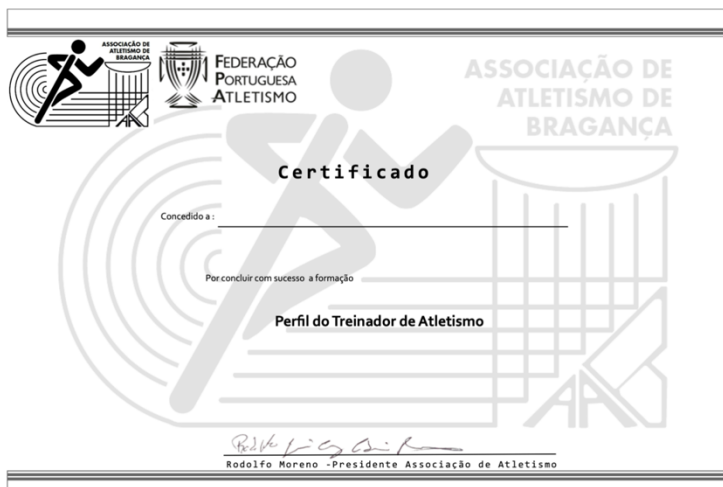 ASSOCIAÇÃO DE
ATLETISMO DE
BRAGANÇA
FEDERAÇÃO
PORTUGUESA
ATLETISMO
ASSOCIAÇÃO DE
ATLETISMO DE
BRAGANÇA
Certificado
Concedido a :
Por concluir com sucesso a formação
Perfil do Treinador de Atletismo
Rodolfo Moreno -Presidente Associação de Atletismo